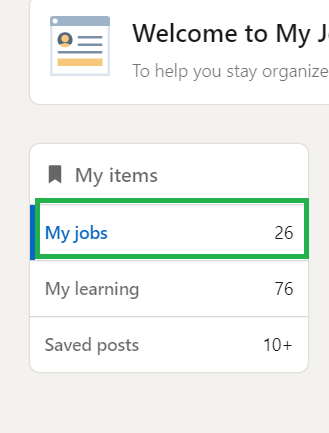 Welcome to My
To help you stay organize
My items
My jobs 26
My learning 76
Saved posts 10+